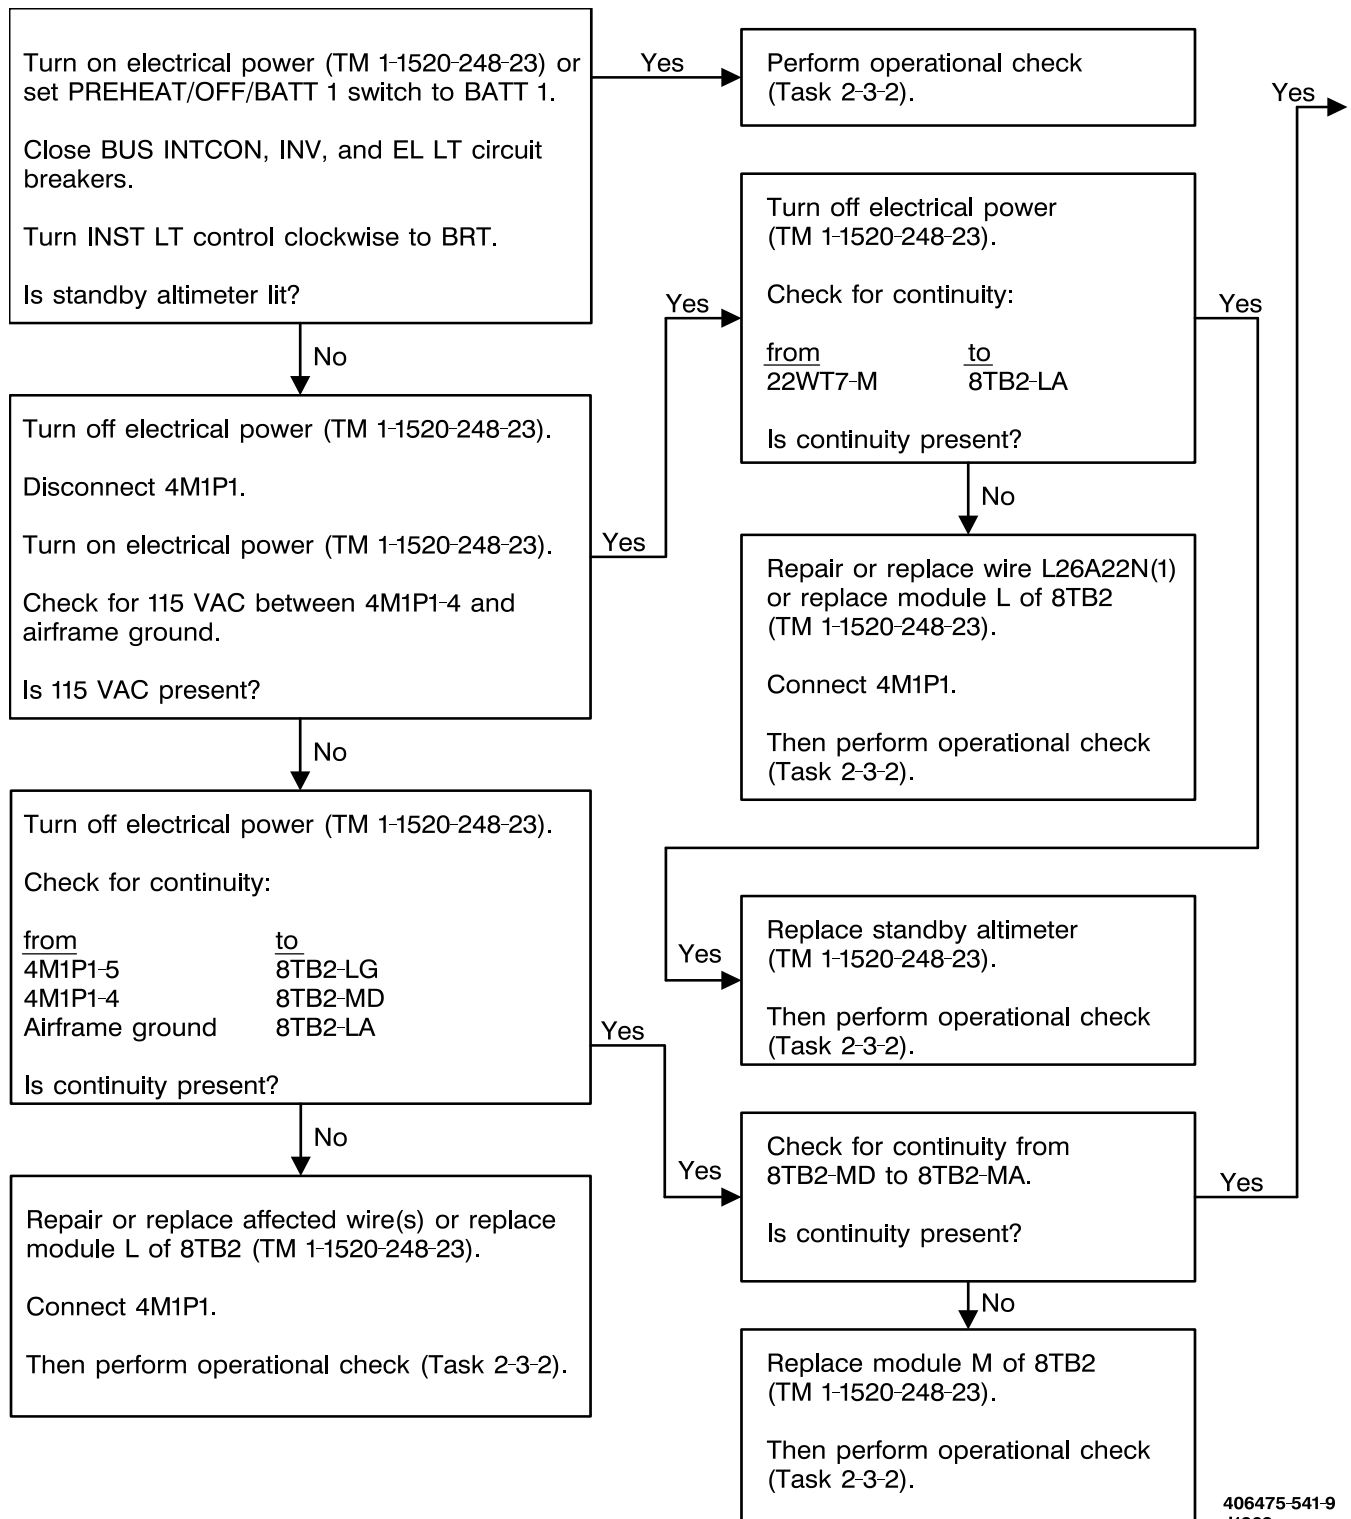 Turn on electrical power (TM 1-1520-248-23) or
set PREHEAT/OFF/BATT 1 switch to BATT 1.
Close BUS INTCON, INV, and EL LT circuit
breakers.
Turn INST LT control clockwise to BRT.
Is standby altimeter lit?
Yes
Perform operational check
(Task 2-3-2).
No
Turn off electrical power (TM 1-1520-248-23).
Disconnect 4M1P1.
Turn on electrical power (TM 1-1520-248-23).
Check for 115 VAC between 4M1P1-4 and
airframe ground.
Is 115 VAC present?
Yes
Yes
Turn off electrical power
(TM 1-1520-248-23).
Check for continuity:
from to
22WT7-M 8TB2-LA
Is continuity present?
Yes
No
Repair or replace wire L26A22N(1)
or replace module L of 8TB2
(TM 1-1520-248-23).
Connect 4M1P1.
Then perform operational check
(Task 2-3-2).
Yes
Replace standby altimeter
(TM 1-1520-248-23).
Then perform operational check
(Task 2-3-2).
No
Turn off electrical power (TM 1-1520-248-23).
Check for continuity:
from to
4M1P1-5 8TB2-LG
4M1P1-4 8TB2-MD
Airframe ground 8TB2-LA
Is continuity present?
Yes
Yes
Check for continuity from
8TB2-MD to 8TB2-MA.
Is continuity present?
Yes
Yes
No
Replace module M of 8TB2
(TM 1-1520-248-23).
Then perform operational check
(Task 2-3-2).
No
Repair or replace affected wire(s) or replace
module L of 8TB2 (TM 1-1520-248-23).
Connect 4M1P1.
Then perform operational check (Task 2-3-2).
406475-541-9